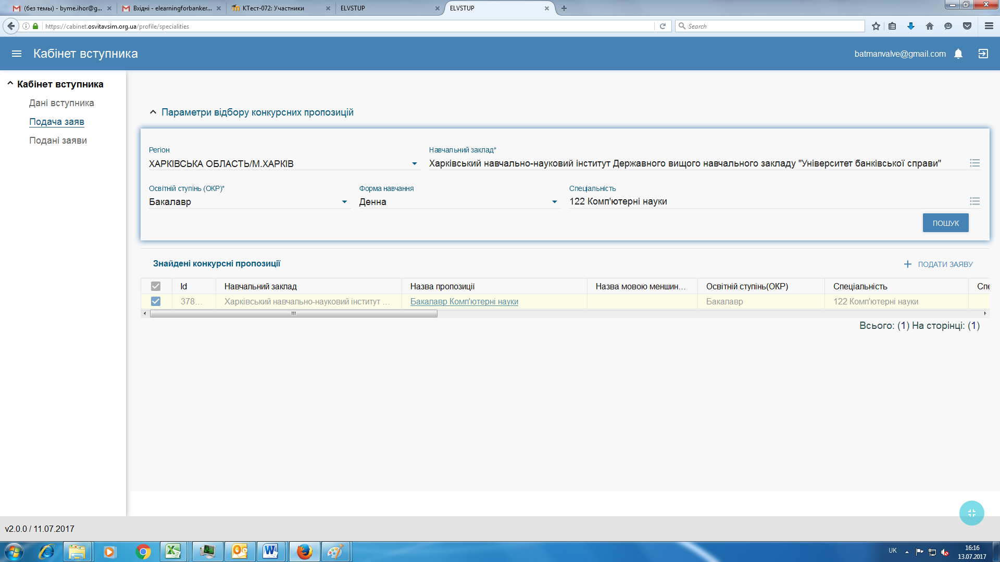 (без темы) - byme.ihor@g...
Вхідні - elearningforbanker...
КТест-072: Участники
ELVSTUP
ELVSTUP
https://cabinet.osvitavsim.org.ua/profile/specialities
Search
Кабінет вступника
batmanvalve@gmail.com
Кабінет вступника
Дані вступника
Подача заяв
Подані заяви
Параметри відбору конкурсних пропозицій
Регіон
Навчальний заклад*
ХАРКІВСЬКА ОБЛАСТЬ/М.ХАРКІВ
Харківський навчально-науковий інститут Державного вищого навчального закладу "Університет банківської справи"
Освітній ступінь (ОКР)*
Форма навчання
Спеціальність
Бакалавр
Денна
122 Комп'ютерні науки
ПОШУК
Знайдені конкурсні пропозиції
ПОДАТИ ЗАЯВУ
Id
Навчальний заклад
Назва пропозиції
Назва мовою меншин...
Освітній ступінь(ОКР)
Спеціальність
Спе
378...
Харківський навчально-науковий інститут ...
Бакалавр Комп'ютерні науки
Бакалавр
122 Комп'ютерні науки
Всього: (1) На сторінці: (1)
v2.0.0 / 11.07.2017
UK
16:16
13.07.2017